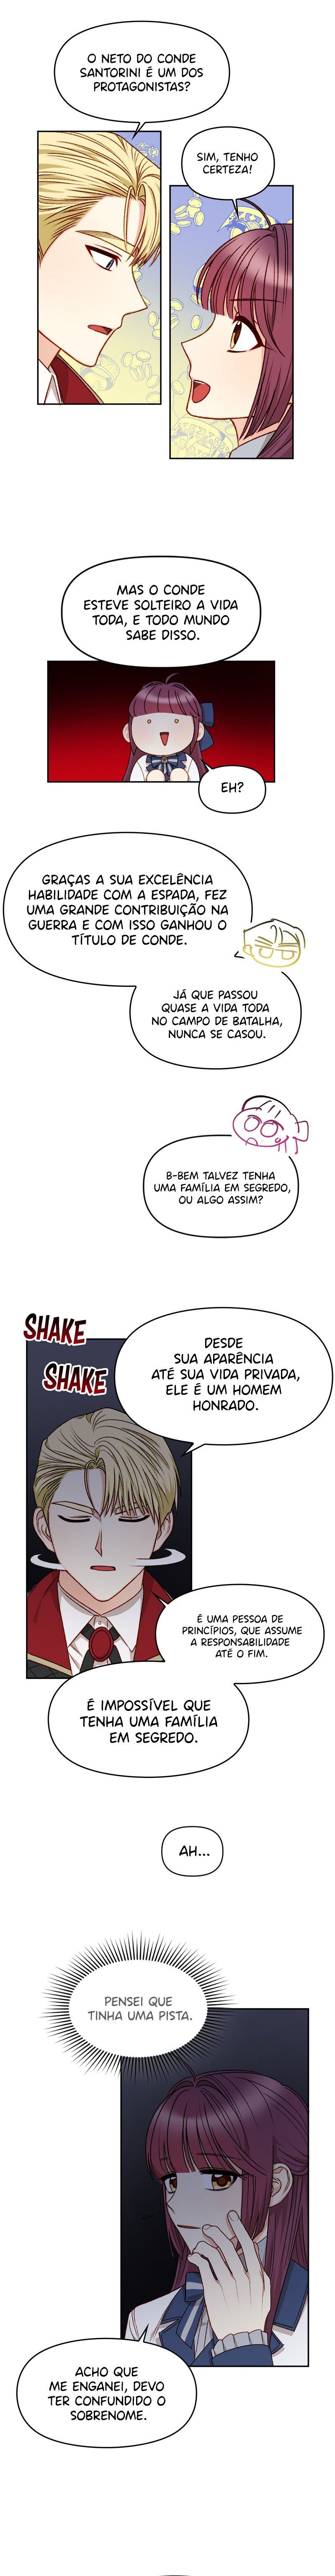 O NETO DO CONDE
SANTORINI É UM DOS
PROTAGONISTAS?
SIM, TENHO
CERTEZA!
MAS O CONDE
ESTEVE SOLTEIRO A VIDA
TODA, E TODO MUNDO
SABE DISSO.
EH?
GRAÇAS A SUA EXCELÊNCIA
HABILIDADE COM A ESPADA, FEZ
UMA GRANDE CONTRIBUIÇÃO NA
GUERRA E COM ISSO GANHOU O
TÍTULO DE CONDE.
JÁ QUE PASSOU
QUASE A VIDA TODA
NO CAMPO DE BATALHA,
NUNCA SE CASOU.
B-BEM TALVEZ TENHA
UMA FAMÍLIA EM SEGREDO,
OU ALGO ASSIM?
SHAKE
SHAKE
DESDE
SUA APARÊNCIA
ATÉ SUA VIDA PRIVADA,
ELE É UM HOMEM
HONRADO.
É UMA PESSOA DE
PRINCÍPIOS, QUE ASSUME
A RESPONSABILIDADE
ATÉ O FIM.
É IMPOSSÍVEL QUE
TENHA UMA FAMÍLIA
EM SEGREDO.
AH...
PENSEI QUE
TINHA UMA PISTA.
ACHO QUE
ME ENGANEI, DEVO
TER CONFUNDIDO O
SOBRENOME.